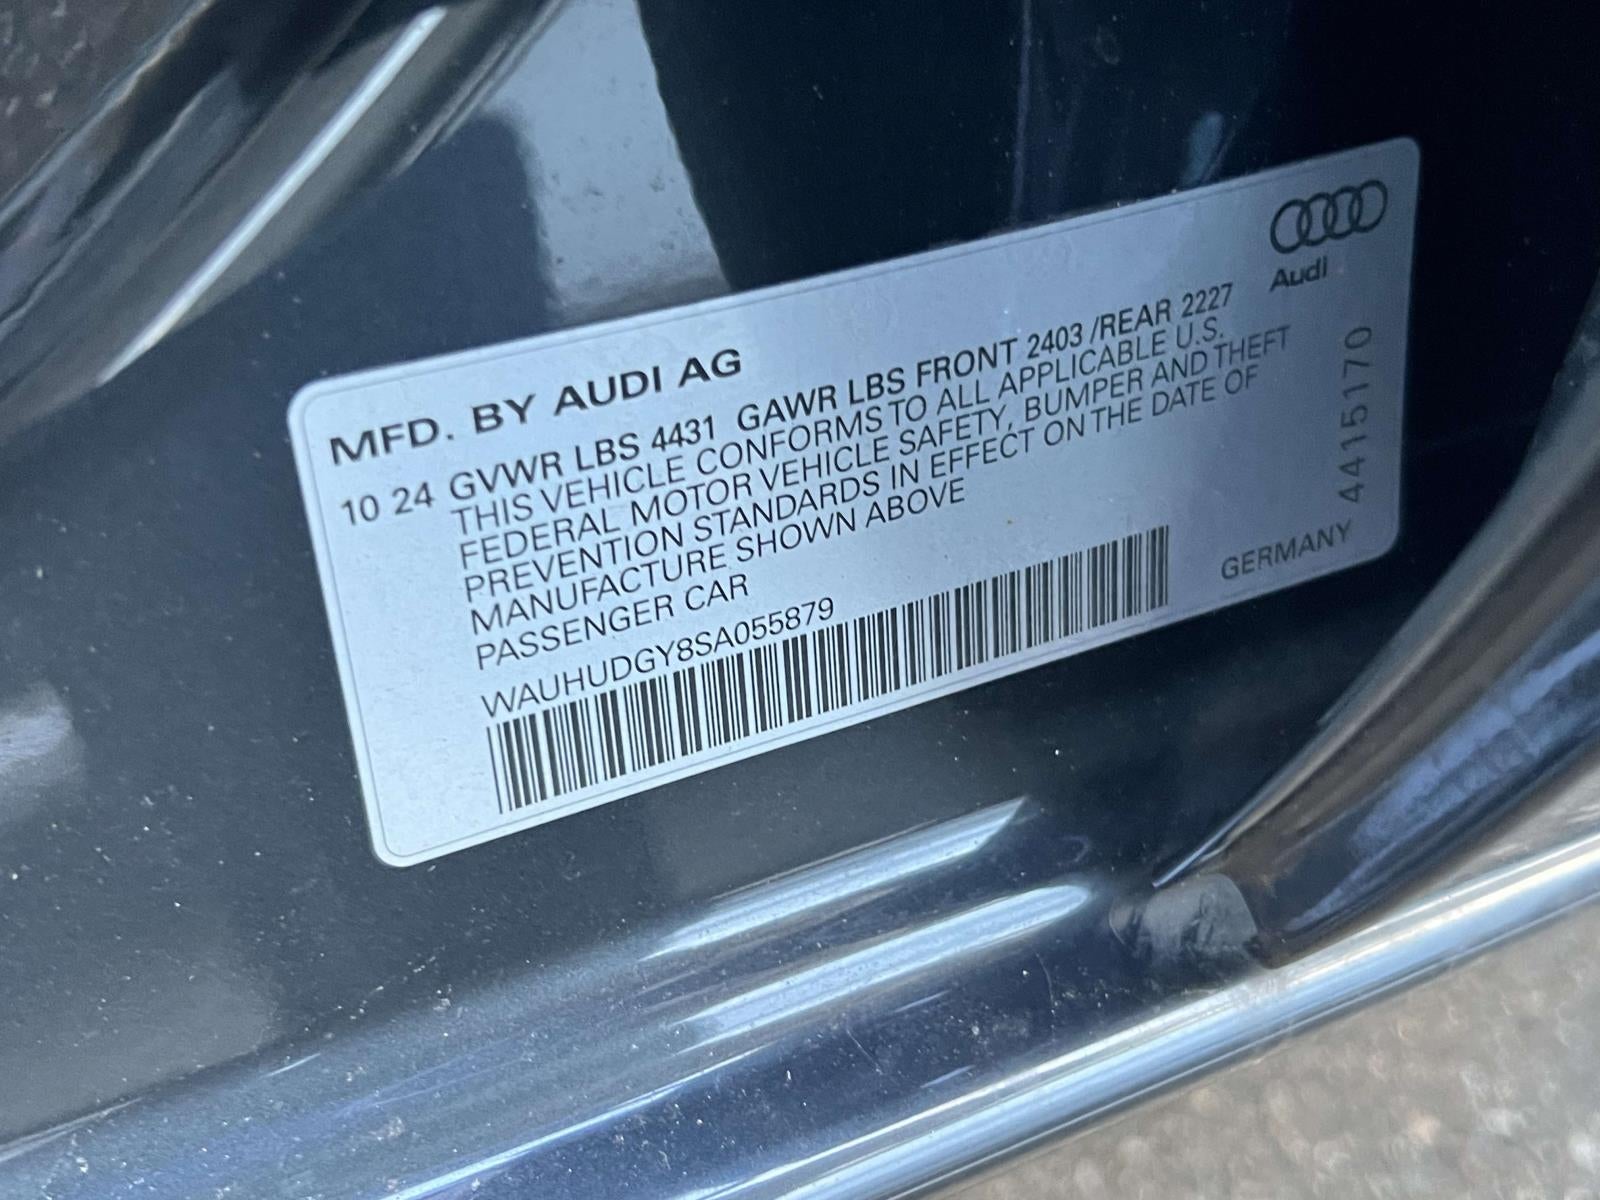 Audi
MFD. BY AUDI AG
10 24 GVWR LBS 4431 GAWR LBS FRONT 2403 /REAR 2227
THIS VEHICLE CONFORMS TO ALL APPLICABLE U.S.
FEDERAL MOTOR VEHICLE SAFETY, BUMPER AND THEFT
PREVENTION STANDARDS IN EFFECT ON THE DATE OF
MANUFACTURE SHOWN ABOVE
PASSENGER CAR
WAUHUDGY8SA055879
GERMANY
4415170